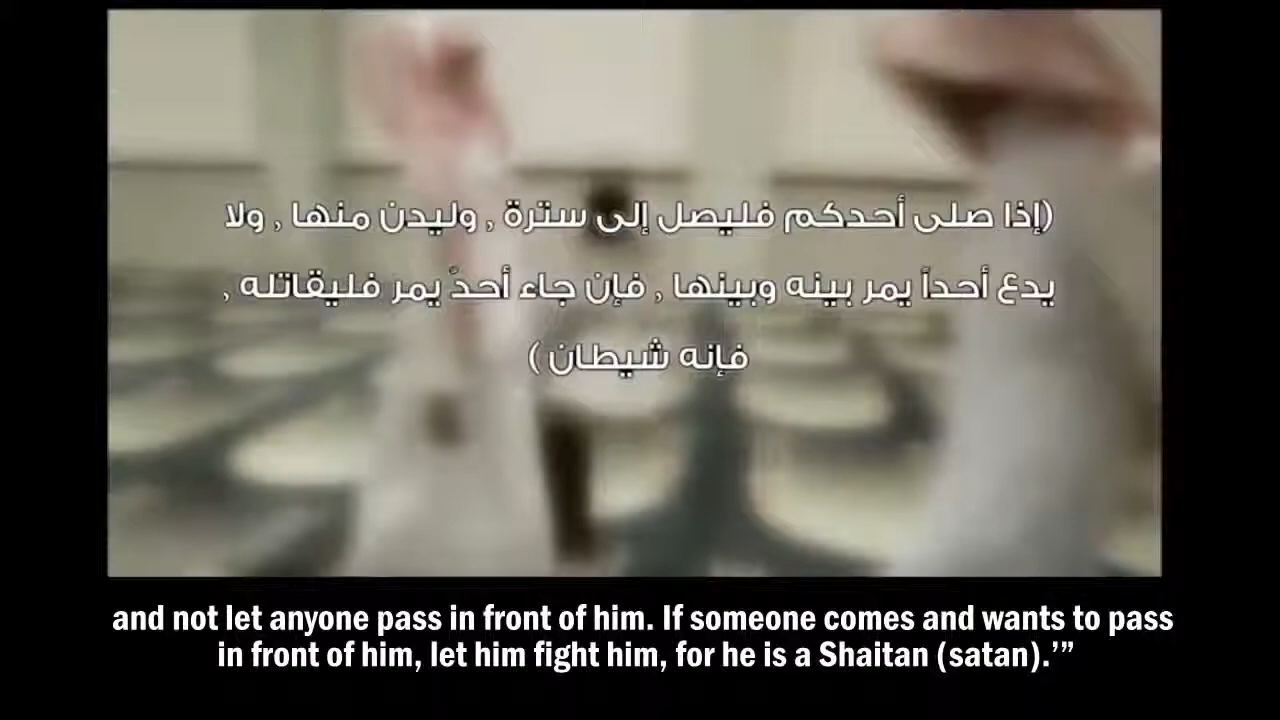 (إذا صلى أحدكم فليصل إلى سترة , وليدن منها , ولا
يدع أحداً يمر بينه وبينها , فإن جاء أحدٌ يمر فليقاتله ,
فإنه شيطان )
and not let anyone pass in front of him. If someone comes and wants to pass
in front of him, let him fight him, for he is a Shaitan (satan).’”